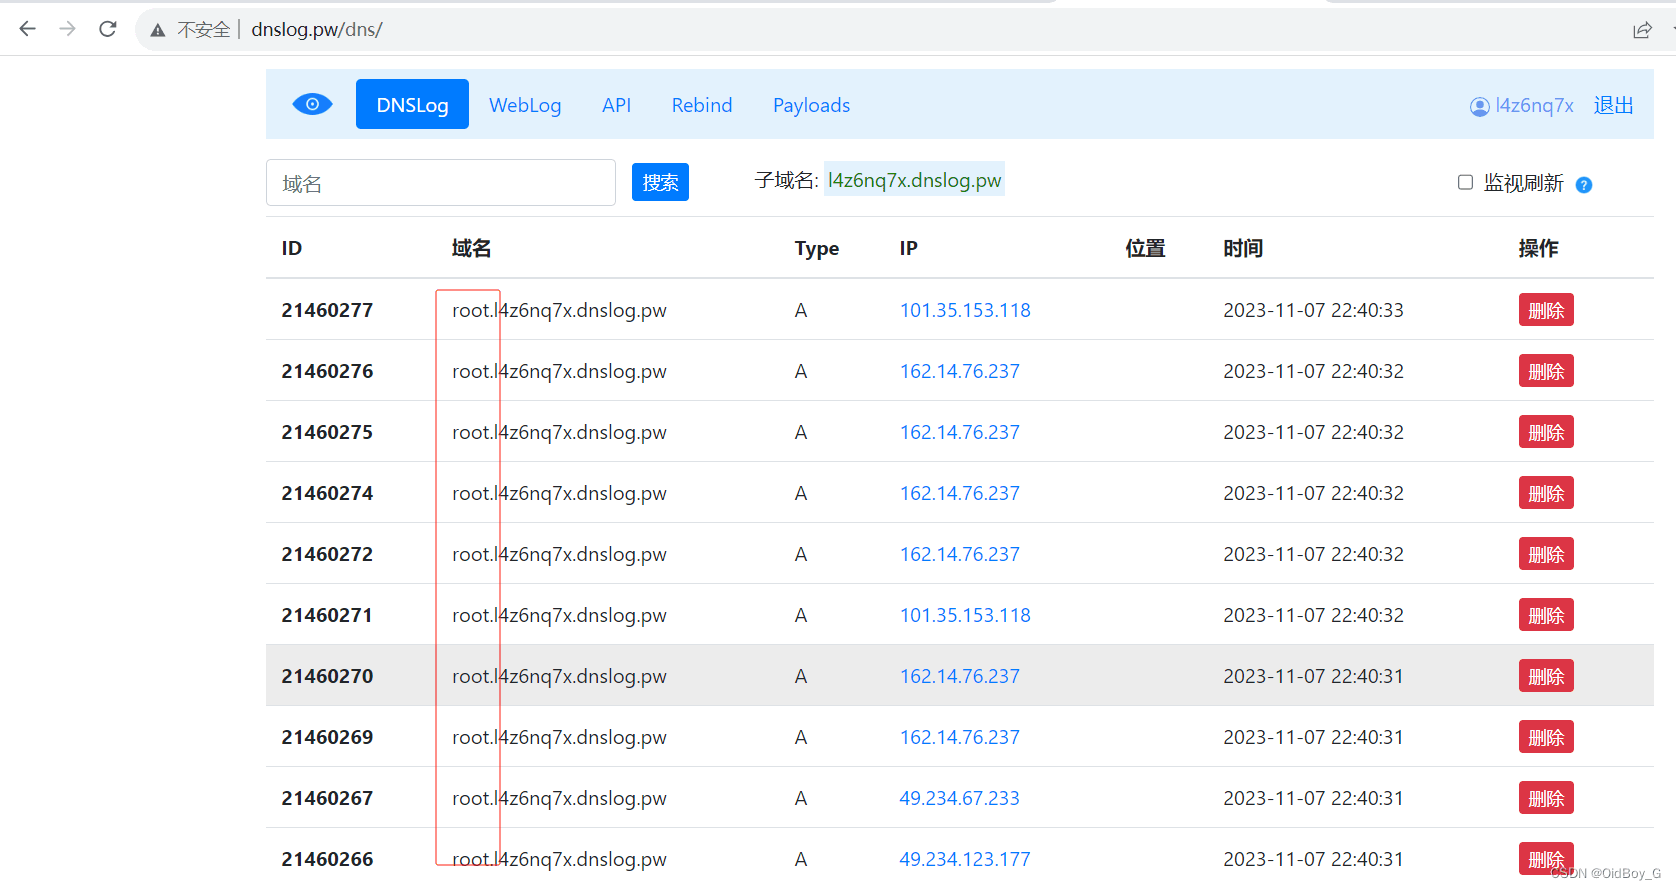 不安全 | dnslog.pw/dns/
DNSLog WebLog API Rebind Payloads l4z6nq7x 退出
域名 搜索 子域名: l4z6nq7x.dnslog.pw 监视刷新 ?
ID 域名 Type IP 位置 时间 操作
21460277 root.l4z6nq7x.dnslog.pw A 101.35.153.118 2023-11-07 22:40:33 删除
21460276 root.l4z6nq7x.dnslog.pw A 162.14.76.237 2023-11-07 22:40:32 删除
21460275 root.l4z6nq7x.dnslog.pw A 162.14.76.237 2023-11-07 22:40:32 删除
21460274 root.l4z6nq7x.dnslog.pw A 162.14.76.237 2023-11-07 22:40:32 删除
21460272 root.l4z6nq7x.dnslog.pw A 162.14.76.237 2023-11-07 22:40:32 删除
21460271 root.l4z6nq7x.dnslog.pw A 101.35.153.118 2023-11-07 22:40:32 删除
21460270 root.l4z6nq7x.dnslog.pw A 162.14.76.237 2023-11-07 22:40:31 删除
21460269 root.l4z6nq7x.dnslog.pw A 162.14.76.237 2023-11-07 22:40:31 删除
21460267 root.l4z6nq7x.dnslog.pw A 49.234.67.233 2023-11-07 22:40:31 删除
21460266 root.l4z6nq7x.dnslog.pw A 49.234.123.177 2023-11-07 22:40:31 删除
CSDN @OidBoy_G